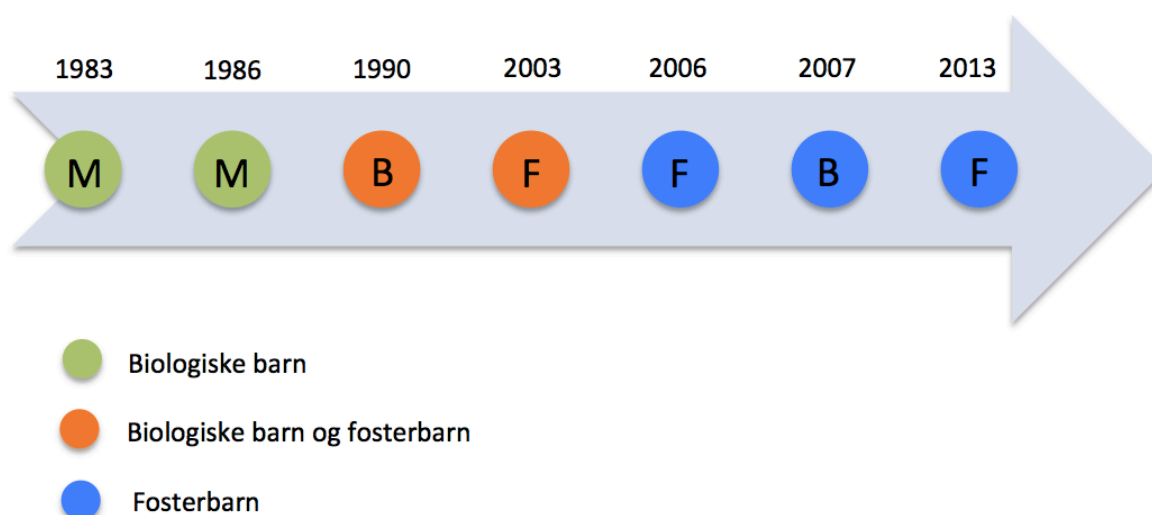 1983 1986 1990 2003 2006 2007 2013
M M B F F B F
Biologiske barn
Biologiske barn og fosterbarn
Fosterbarn